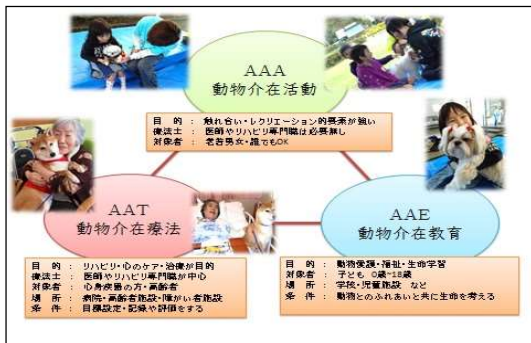 AAA
動物介在活動
目　的　：　触れ合い・レクリエーション的要素が強い
療法士　：　医師やリハビリ専門職は必要無し
対象者　：　老若男女・誰でもOK
AAT
動物介在療法
目　的　：　リハビリ・心のケア・治療が目的
療法士　：　医師やリハビリ専門職が中心
対象者　：　心身疾患の方・高齢者
場　所　：　病院・高齢者施設・障がい者施設
条　件　：　目標設定・記録や評価をする
AAE
動物介在教育
目　的　：　動物愛護・福祉・生命学習
対象者　：　子ども　0歳~18歳
場　所　：　学校・児童施設　など
条　件　：　動物とのふれあいと共に生命を考える